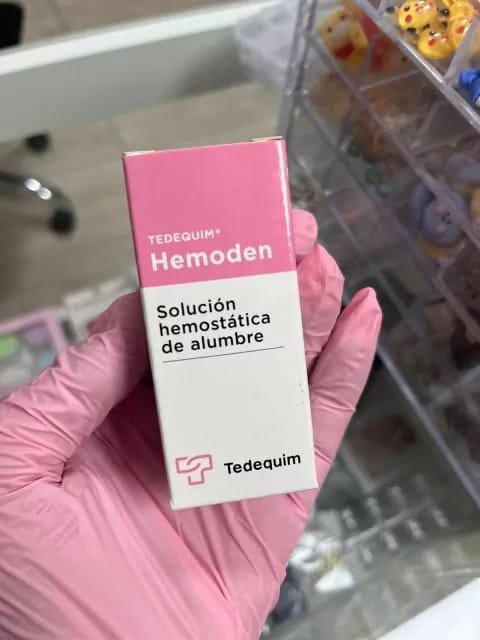 TEDEQUIM®
Hemoden
Solución
hemostática
de alumbre
Tedequim